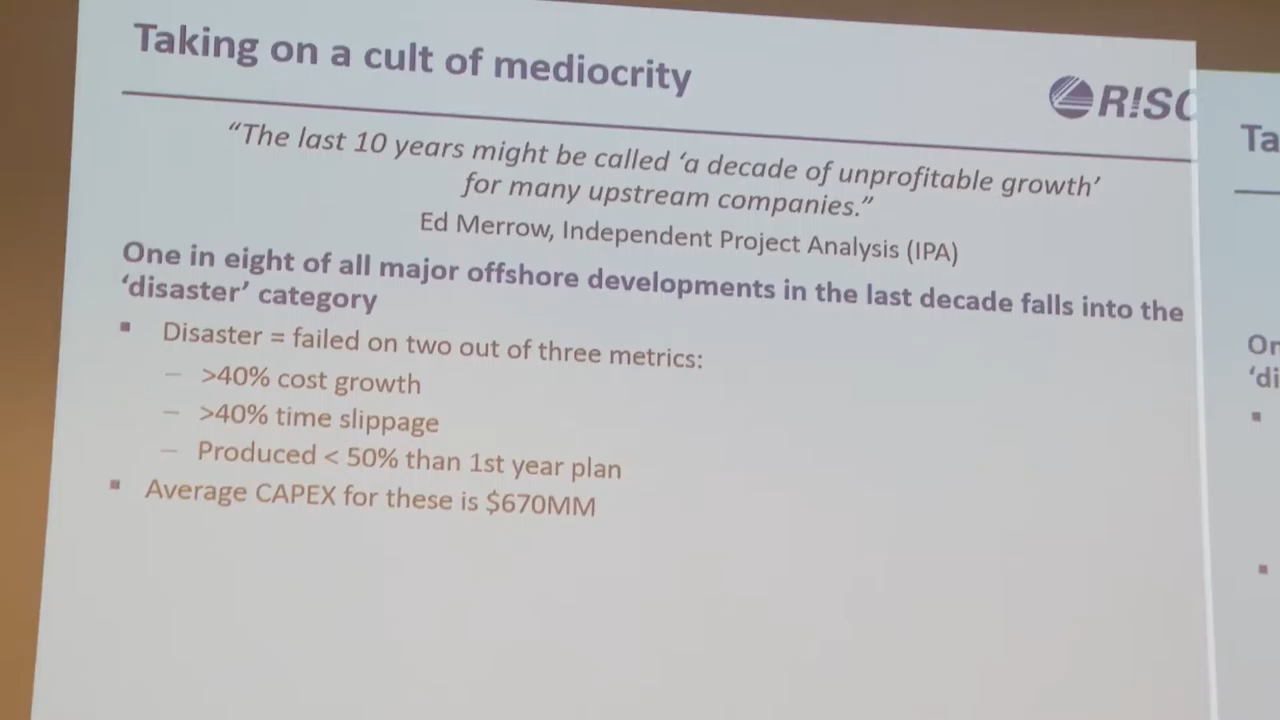 Taking on a cult of mediocrity
R!SC
“The last 10 years might be called ‘a decade of unprofitable growth’
for many upstream companies.”
Ed Merrow, Independent Project Analysis (IPA)
One in eight of all major offshore developments in the last decade falls into the
‘disaster’ category
▪ Disaster = failed on two out of three metrics:
– >40% cost growth
– >40% time slippage
– Produced < 50% than 1st year plan
▪ Average CAPEX for these is $670MM
Ta
On
‘di